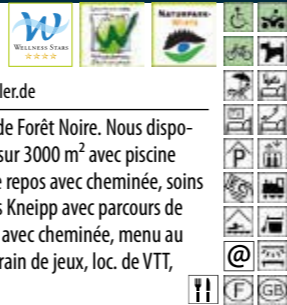 WELLNESS STARS
NATURPARK-
WIRTE
ler.de
de Forêt Noire. Nous dispo-
sur 3000 m² avec piscine
e repos avec cheminée, soins
s Kneipp avec parcours de
avec cheminée, menu au
rain de jeux, loc. de VTT,
P
@
F GB